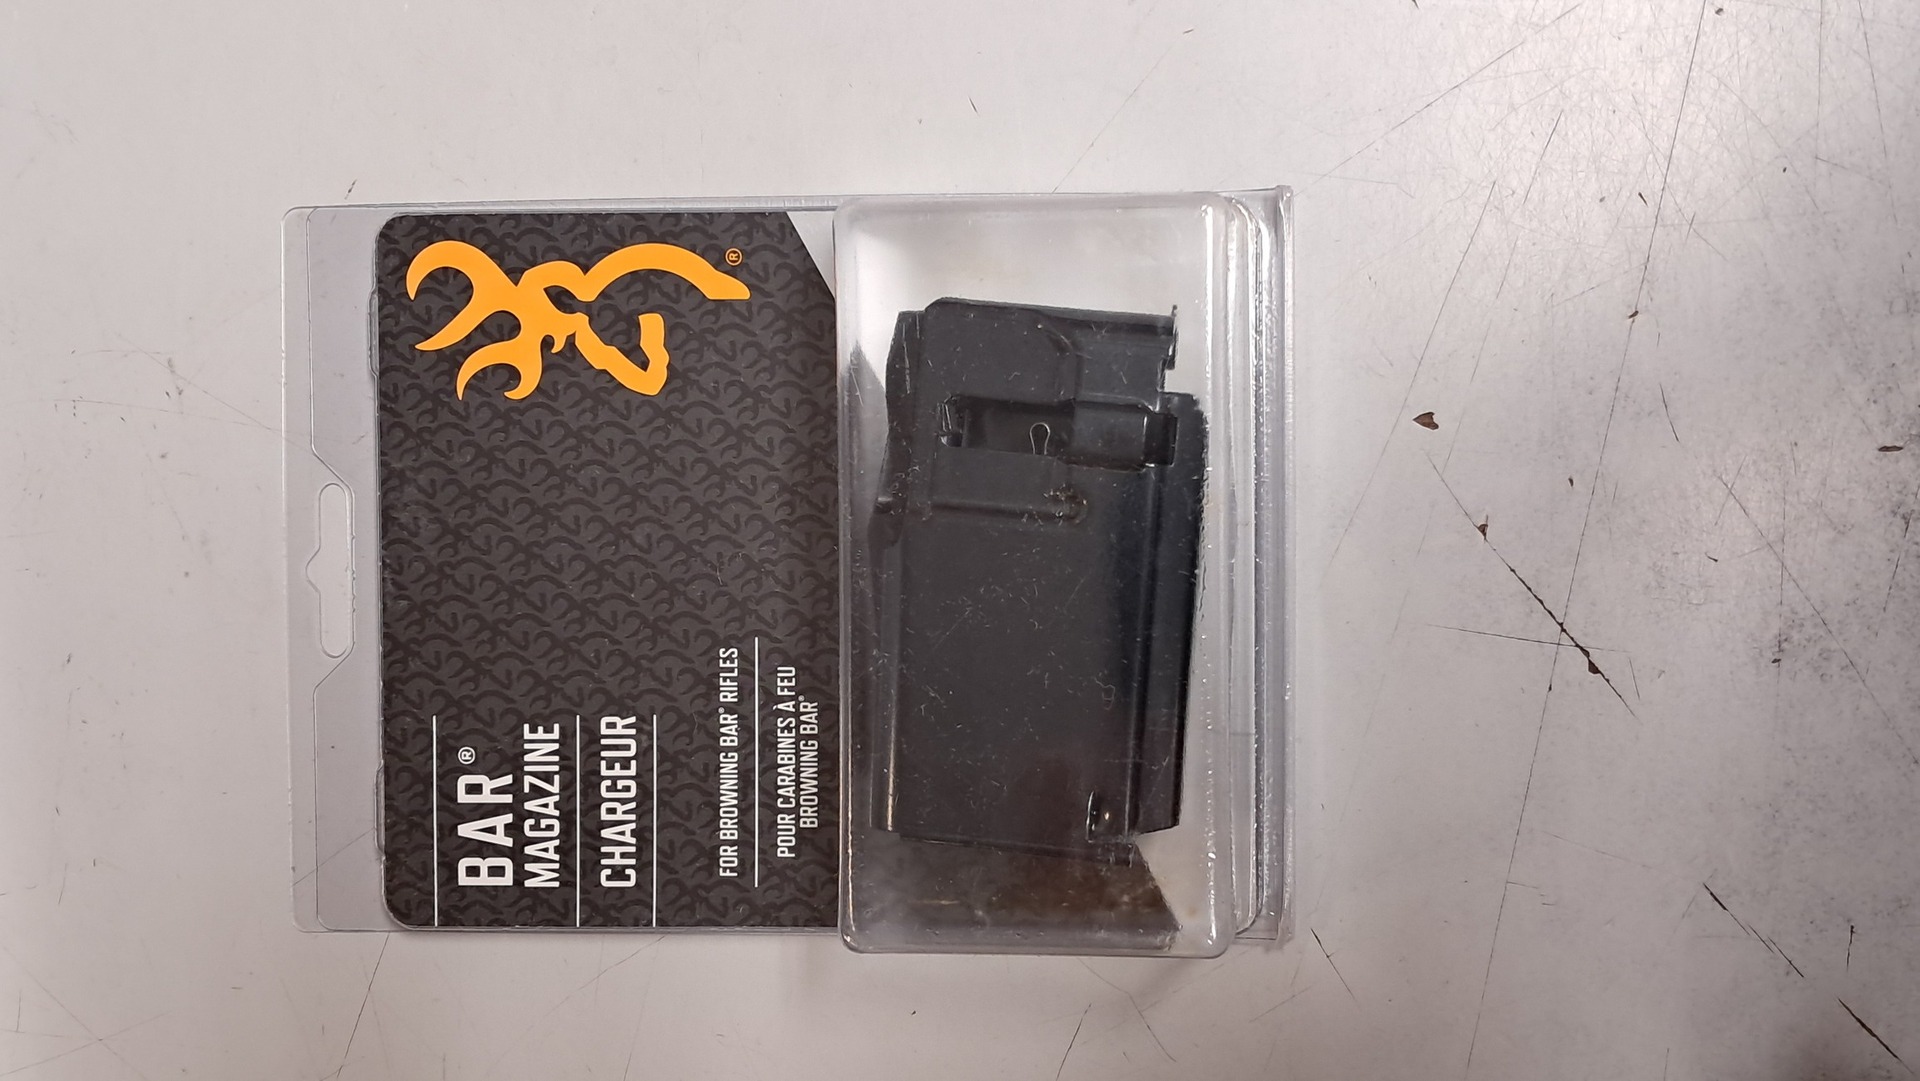 BAR®
MAGAZINE
CHARGEUR
FOR BROWNING BAR® RIFLES
POUR CARABINES À FEU
BROWNING BAR®
®